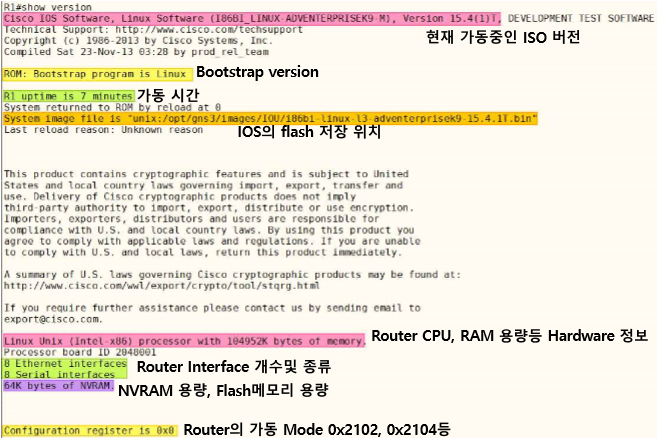 R1#show version
Cisco IOS Software, Linux Software (I86BI_LINUX-ADVENTERPRISEK9-M), Version 15.4(1)T, DEVELOPMENT TEST SOFTWARE
Technical Support: http://www.cisco.com/techsupport
현재 가동중인 ISO 버전
Copyright (c) 1986-2013 by Cisco Systems, Inc.
Compiled Sat 23-Nov-13 03:28 by prod_rel_team
ROM: Bootstrap program is Linux Bootstrap version
R1 uptime is 7 minutes 가동 시간
System returned to ROM by reload at 0
System image file is "unix:/opt/gns3/images/IOU/i86bi-linux-l3-adventerprisek9-15.4.1T.bin"
Last reload reason: Unknown reason
IOS의 flash 저장 위치
This product contains cryptographic features and is subject to United
States and local country laws governing import, export, transfer and
use. Delivery of Cisco cryptographic products does not imply
third-party authority to import, export, distribute or use encryption.
Importers, exporters, distributors and users are responsible for
compliance with U.S. and local country laws. By using this product you
agree to comply with applicable laws and regulations. If you are unable
to comply with U.S. and local laws, return this product immediately.
A summary of U.S. laws governing Cisco cryptographic products may be found at:
http://www.cisco.com/wwl/export/crypto/tool/stqrg.html
If you require further assistance please contact us by sending email to
export@cisco.com.
Linux Unix (Intel-x86) processor with 104952K bytes of memory. Router CPU, RAM 용량등 Hardware 정보
Processor board ID 2048001
8 Ethernet interfaces Router Interface 개수및 종류
8 Serial interfaces
64K bytes of NVRAM. NVRAM 용량, Flash메모리 용량
Configuration register is 0x0 Router의 가동 Mode 0x2102, 0x2104등